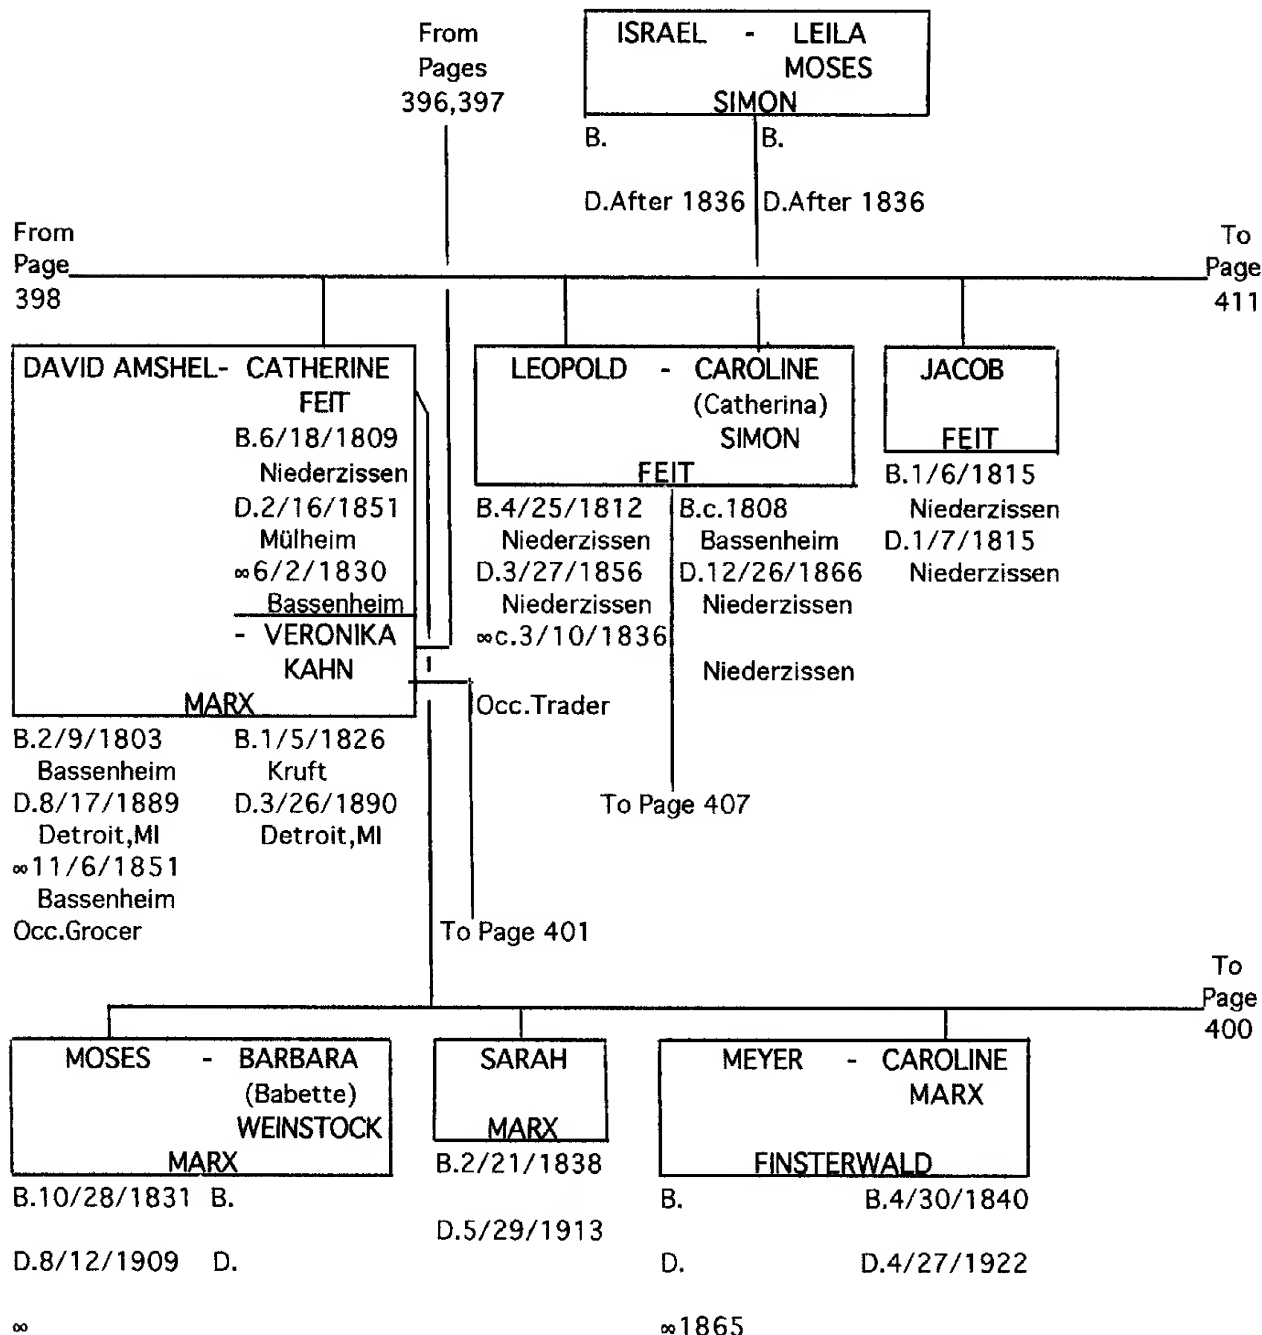 From
Pages
396,397
ISRAEL - LEILA
MOSES
SIMON
B. B.
D.After 1836 D.After 1836
From
Page
398
To
Page
411
DAVID AMSHEL- CATHERINE
FEIT
B.6/18/1809
Niederzissen
D.2/16/1851
Mülheim
∞6/2/1830
Bassenheim
- VERONIKA
KAHN
MARX
B.2/9/1803 B.1/5/1826
Bassenheim Kruft
D.8/17/1889 D.3/26/1890
Detroit,MI Detroit,MI
∞11/6/1851
Bassenheim
Occ.Grocer
LEOPOLD - CAROLINE
(Catherina)
SIMON
FEIT
B.4/25/1812 B.c.1808
Niederzissen Bassenheim
D.3/27/1856 D.12/26/1866
Niederzissen Niederzissen
∞c.3/10/1836
Niederzissen
Occ.Trader
To Page 407
JACOB
FEIT
B.1/6/1815
Niederzissen
D.1/7/1815
Niederzissen
To Page 401
To
Page
400
MOSES - BARBARA
(Babette)
WEINSTOCK
MARX
B.10/28/1831 B.
D.8/12/1909 D.
∞
SARAH
MARX
B.2/21/1838
D.5/29/1913
MEYER - CAROLINE
MARX
FINSTERWALD
B. B.4/30/1840
D. D.4/27/1922
∞1865